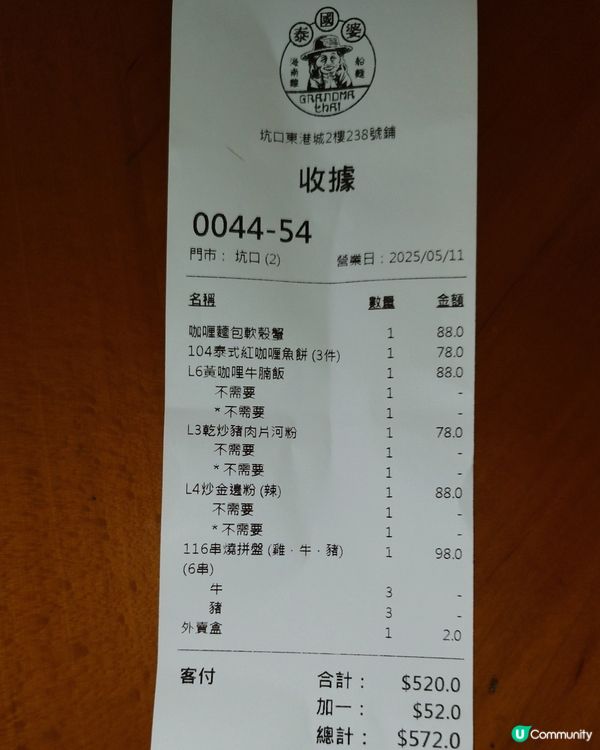 泰國婆
海南雞 船麵
GRANDMA
thai
坑口東港城2樓238號鋪
收據
0044-54
門市： 坑口 (2) 營業日：2025/05/11
名稱 數量 金額
咖喱麵包軟殼蟹 1 88.0
104泰式紅咖喱魚餅 (3件) 1 78.0
L6黃咖喱牛腩飯 1 88.0
不需要 1 -
* 不需要 1 -
L3乾炒豬肉片河粉 1 78.0
不需要 1 -
* 不需要 1 -
L4炒金邊粉 (辣) 1 88.0
不需要 1 -
* 不需要 1 -
116串燒拼盤 (雞．牛．豬) 1 98.0
(6串)
牛 3 -
豬 3 -
外賣盒 1 2.0
客付 合計： $520.0
加一： $52.0
總計： $572.0
U Community